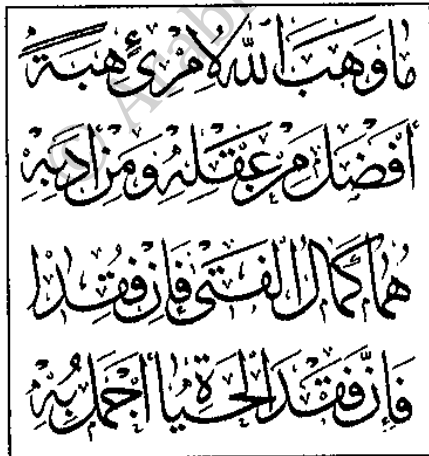 ما وهب الله لامرئ هبة
أفضل من عقله ومن أدبه
هما كمال الفتى فإن فقدا
فإن فقد الحياة أجمل به
© Arabi